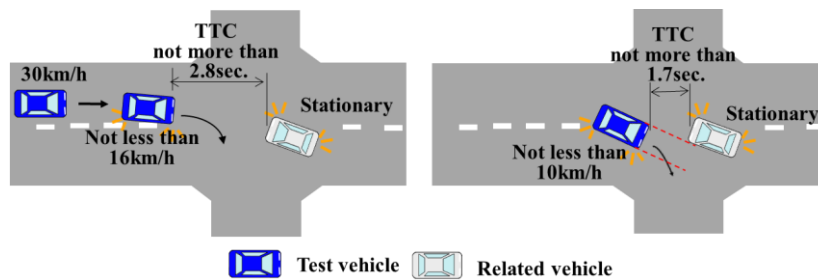 TTC
not more than
2.8sec.
30km/h
Stationary
Not less than
16km/h
TTC
not more than
1.7sec.
Stationary
Not less than
10km/h
Test vehicle
Related vehicle